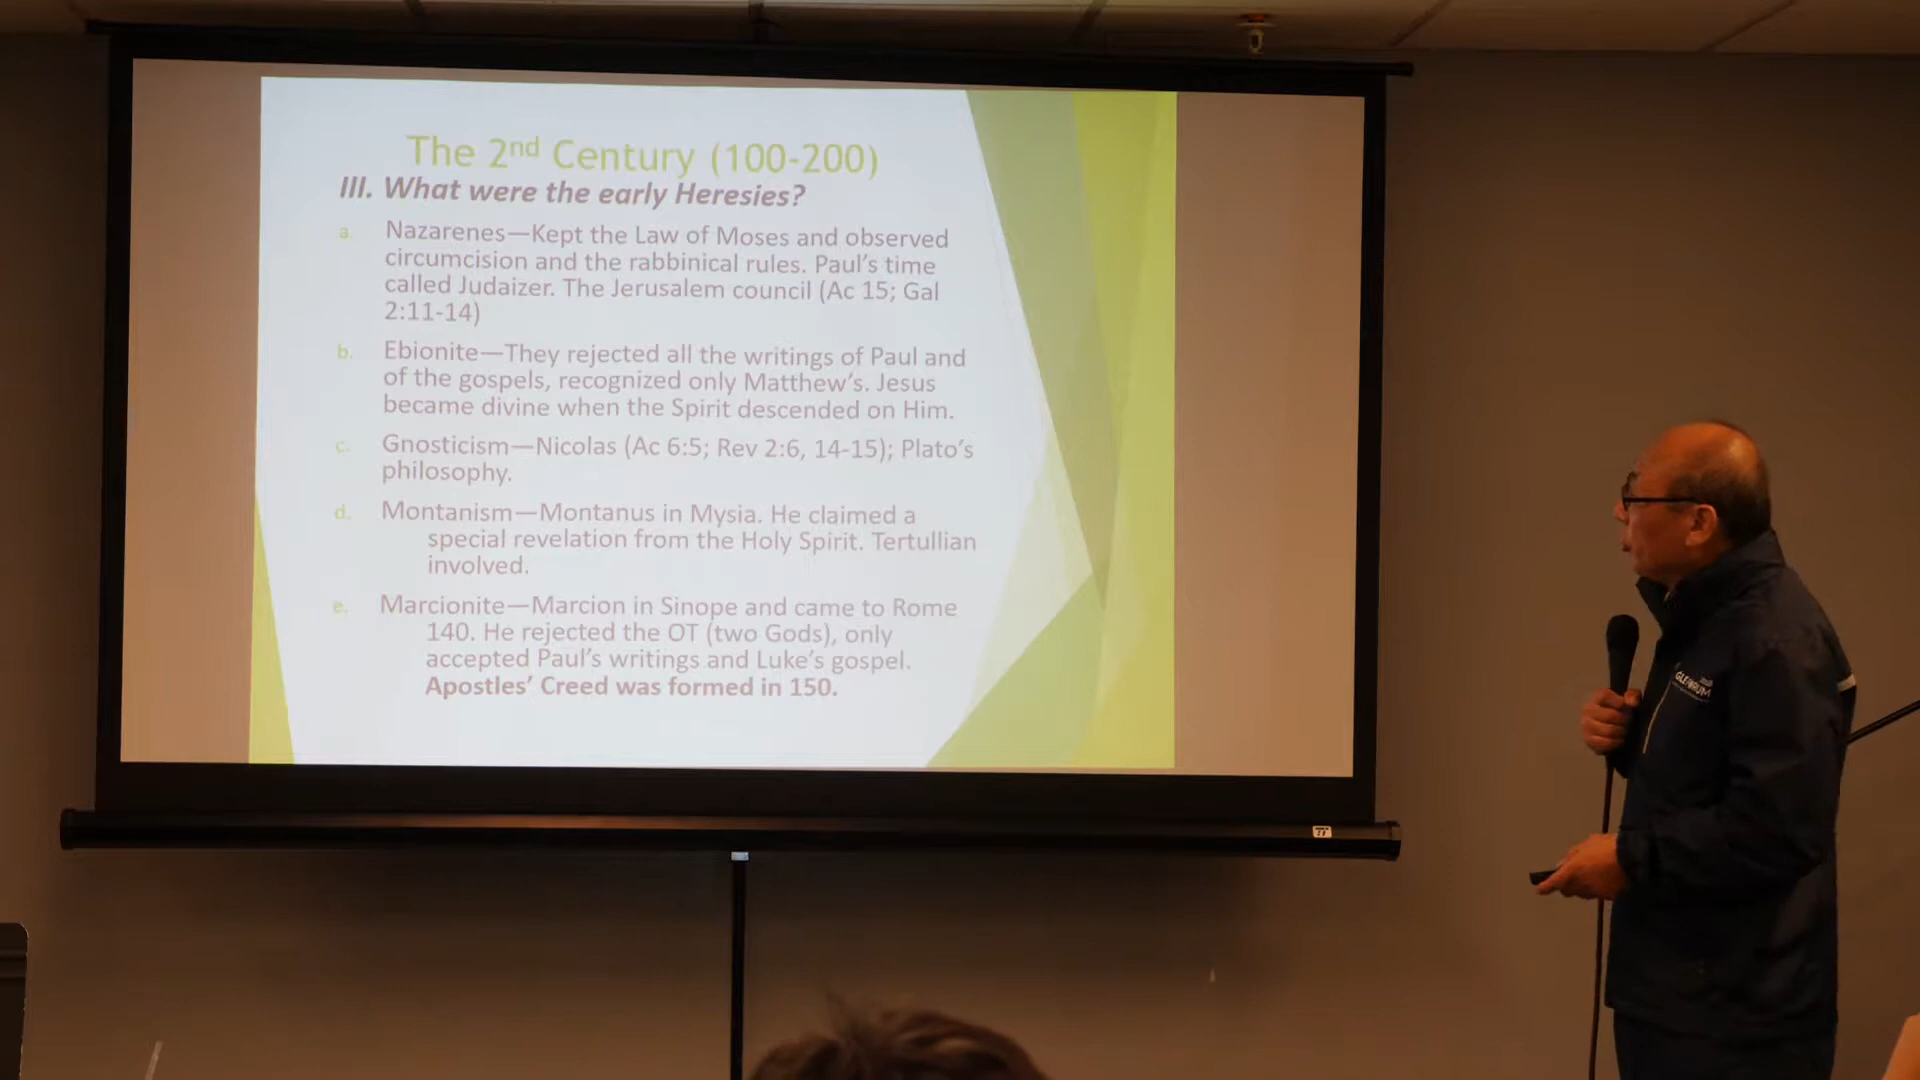 The 2nd Century (100-200)
III. What were the early Heresies?
a. Nazarenes—Kept the Law of Moses and observed
circumcision and the rabbinical rules. Paul's time
called Judaizer. The Jerusalem council (Ac 15; Gal
2:11-14)
b. Ebionite—They rejected all the writings of Paul and
of the gospels, recognized only Matthew's. Jesus
became divine when the Spirit descended on Him.
c. Gnosticism—Nicolas (Ac 6:5; Rev 2:6, 14-15); Plato's
philosophy.
d. Montanism—Montanus in Mysia. He claimed a
special revelation from the Holy Spirit. Tertullian
involved.
e. Marcionite—Marcion in Sinope and came to Rome
140. He rejected the OT (two Gods), only
accepted Paul's writings and Luke's gospel.
Apostles' Creed was formed in 150.